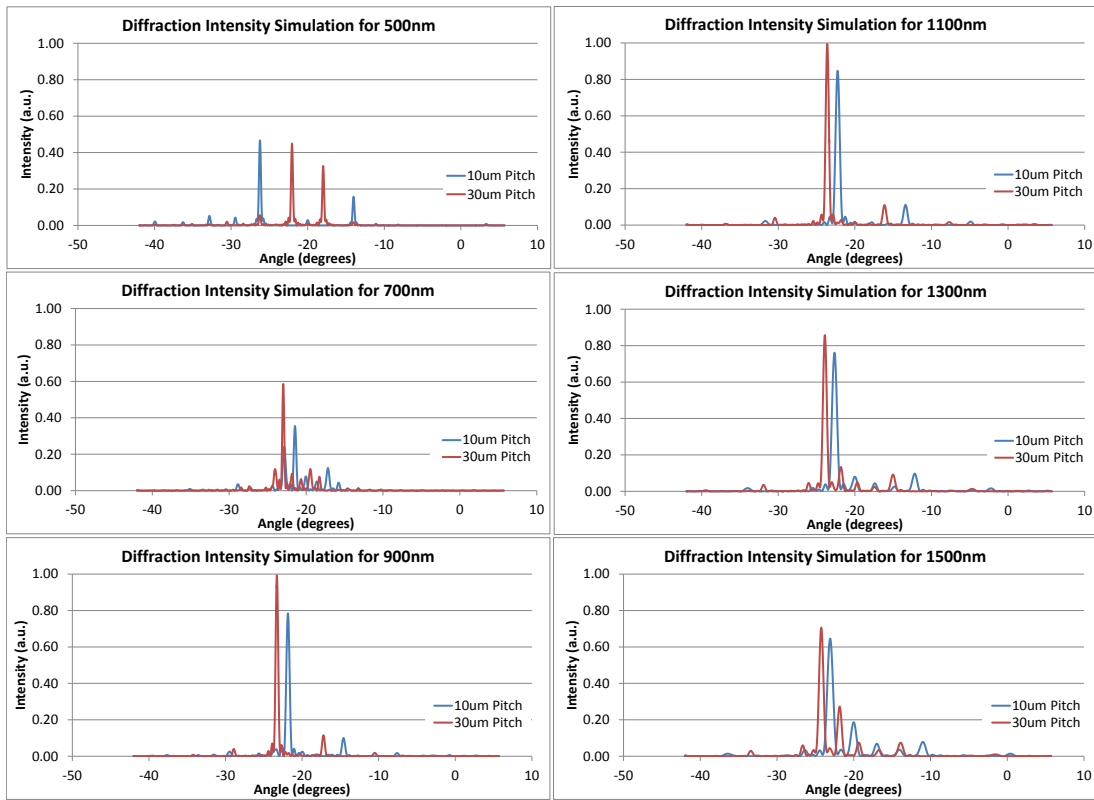 Diffraction Intensity Simulation for 500nm
Intensity (a.u.)
1.00
0.80
0.60
0.40
0.20
0.00
-50 -40 -30 -20 -10 0 10
Angle (degrees)
10um Pitch
30um Pitch
Diffraction Intensity Simulation for 1100nm
Intensity (a.u.)
1.00
0.80
0.60
0.40
0.20
0.00
-50 -40 -30 -20 -10 0 10
Angle (degrees)
10um Pitch
30um Pitch
Diffraction Intensity Simulation for 700nm
Intensity (a.u.)
1.00
0.80
0.60
0.40
0.20
0.00
-50 -40 -30 -20 -10 0 10
Angle (degrees)
10um Pitch
30um Pitch
Diffraction Intensity Simulation for 1300nm
Intensity (a.u.)
1.00
0.80
0.60
0.40
0.20
0.00
-50 -40 -30 -20 -10 0 10
Angle (degrees)
10um Pitch
30um Pitch
Diffraction Intensity Simulation for 900nm
Intensity (a.u.)
1.00
0.80
0.60
0.40
0.20
0.00
-50 -40 -30 -20 -10 0 10
Angle (degrees)
10um Pitch
30um Pitch
Diffraction Intensity Simulation for 1500nm
Intensity (a.u.)
1.00
0.80
0.60
0.40
0.20
0.00
-50 -40 -30 -20 -10 0 10
Angle (degrees)
10um Pitch
30um Pitch